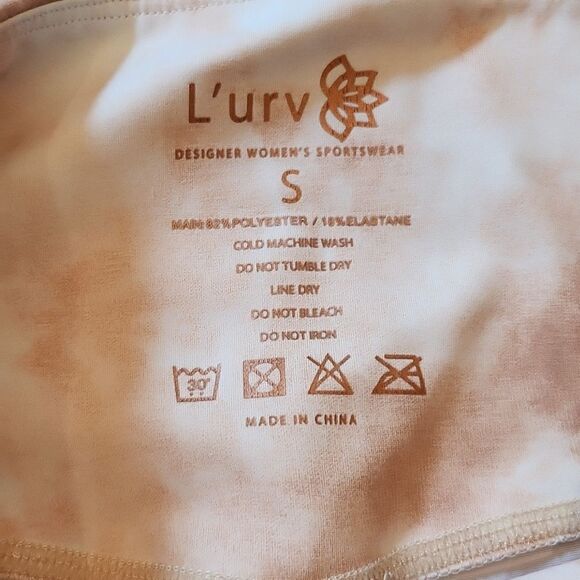 L'urv
DESIGNER WOMEN'S SPORTSWEAR
S
MAIN: 82% POLYESTER / 18% ELASTANE
COLD MACHINE WASH
DO NOT TUMBLE DRY
LINE DRY
DO NOT BLEACH
DO NOT IRON
30°
MADE IN CHINA